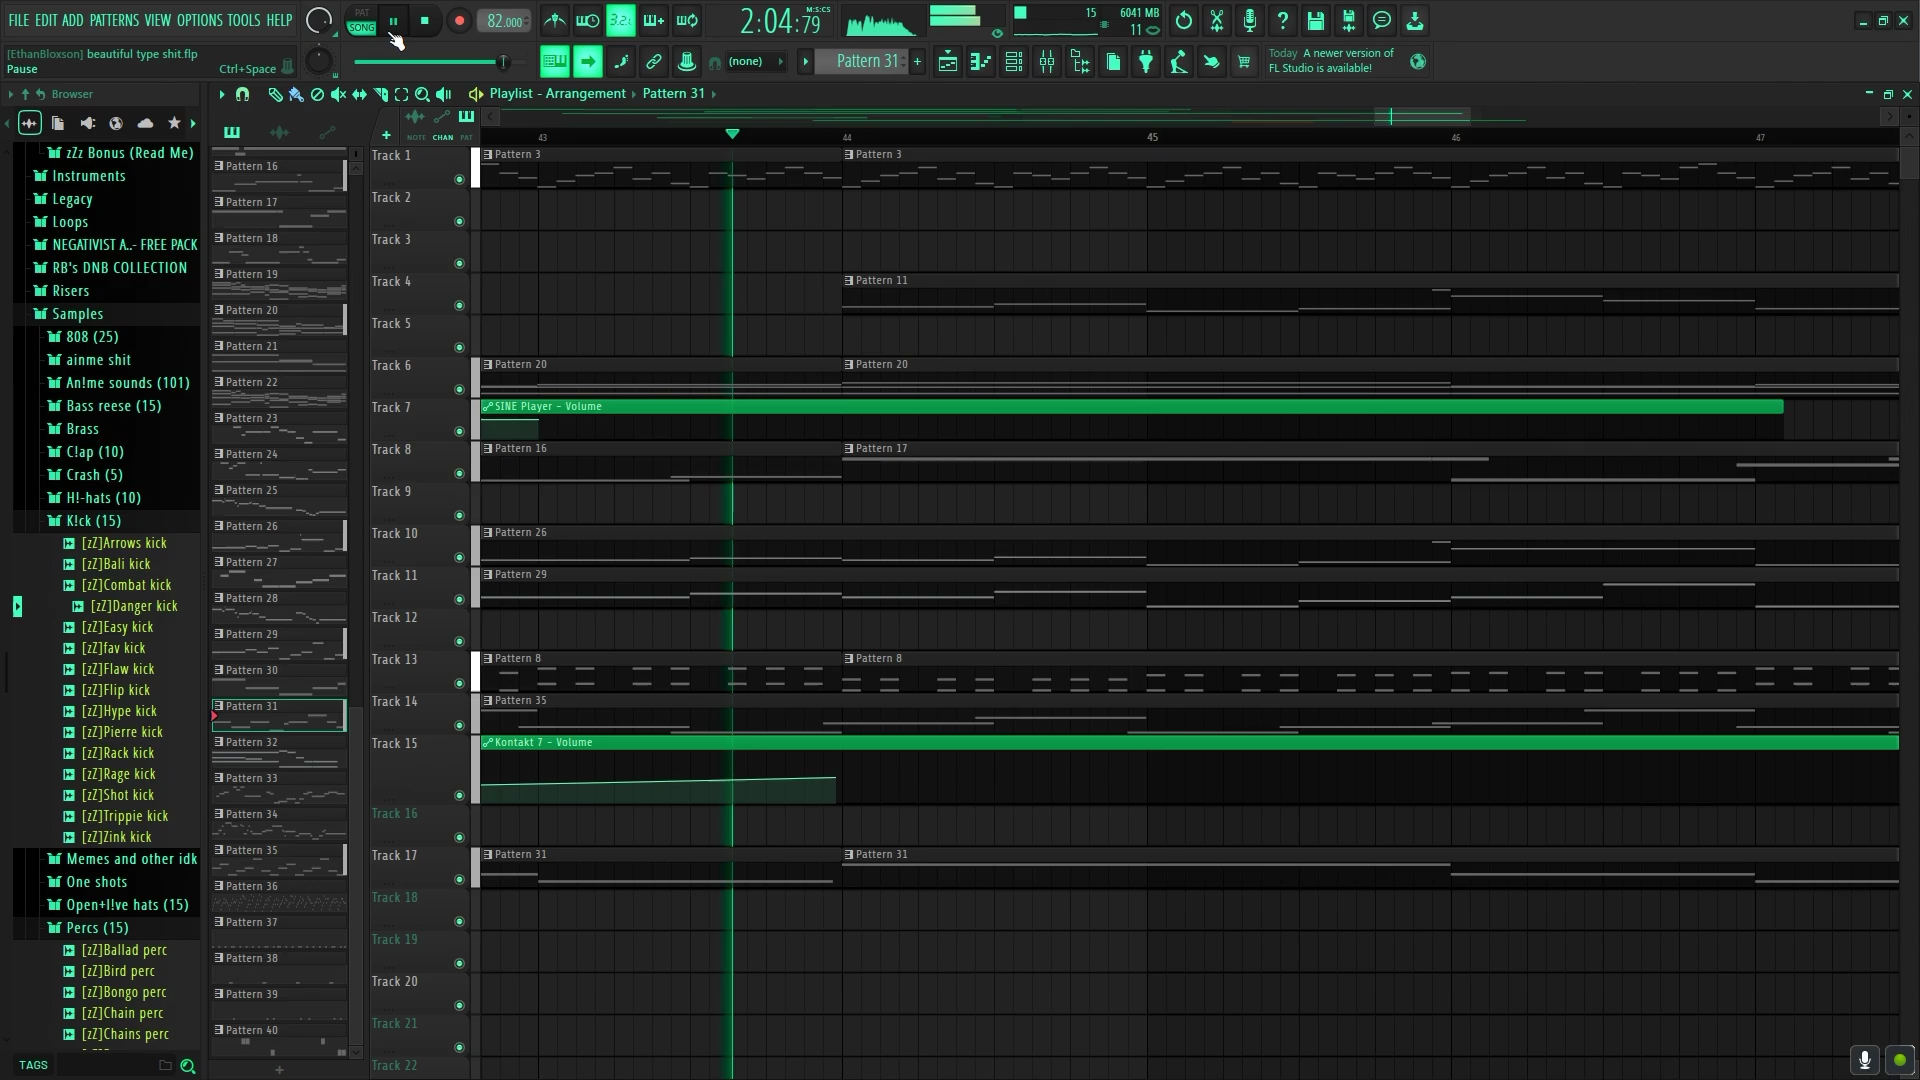 FILE EDIT ADD PATTERNS VIEW OPTIONS TOOLS HELP
PAT
SONG
82.000
3.2.
2:04:79
M:S:CS
15
6041 MB
11
[EthanBloxson] beautiful type shit.flp
Pause
Ctrl+Space
(none)
Pattern 31
+
Today A newer version of
FL Studio is available!
Browser
Playlist - Arrangement › Pattern 31 ›
NOTE CHAN PAT
43
44
45
46
47
zZz Bonus (Read Me)
Instruments
Legacy
Loops
NEGATIVIST A..- FREE PACK
RB's DNB COLLECTION
Risers
Samples
808 (25)
ainme shit
An!me sounds (101)
Bass reese (15)
Brass
C!ap (10)
Crash (5)
H!-hats (10)
K!ck (15)
[zZ]Arrows kick
[zZ]Bali kick
[zZ]Combat kick
[zZ]Danger kick
[zZ]Easy kick
[zZ]fav kick
[zZ]Flaw kick
[zZ]Flip kick
[zZ]Hype kick
[zZ]Pierre kick
[zZ]Rack kick
[zZ]Rage kick
[zZ]Shot kick
[zZ]Trippie kick
[zZ]Zink kick
Memes and other idk
One shots
Open+l!ve hats (15)
Percs (15)
[zZ]Ballad perc
[zZ]Bird perc
[zZ]Bongo perc
[zZ]Chain perc
[zZ]Chains perc
TAGS
Pattern 16
Pattern 17
Pattern 18
Pattern 19
Pattern 20
Pattern 21
Pattern 22
Pattern 23
Pattern 24
Pattern 25
Pattern 26
Pattern 27
Pattern 28
Pattern 29
Pattern 30
Pattern 31
Pattern 32
Pattern 33
Pattern 34
Pattern 35
Pattern 36
Pattern 37
Pattern 38
Pattern 39
Pattern 40
+
Track 1
Pattern 3
Pattern 3
Track 2
Track 3
Track 4
Pattern 11
Track 5
Track 6
Pattern 20
Pattern 20
Track 7
SINE Player - Volume
Track 8
Pattern 16
Pattern 17
Track 9
Track 10
Pattern 26
Track 11
Pattern 29
Track 12
Track 13
Pattern 8
Pattern 8
Track 14
Pattern 35
Track 15
Kontakt 7 - Volume
Track 16
Track 17
Pattern 31
Pattern 31
Track 18
Track 19
Track 20
Track 21
Track 22